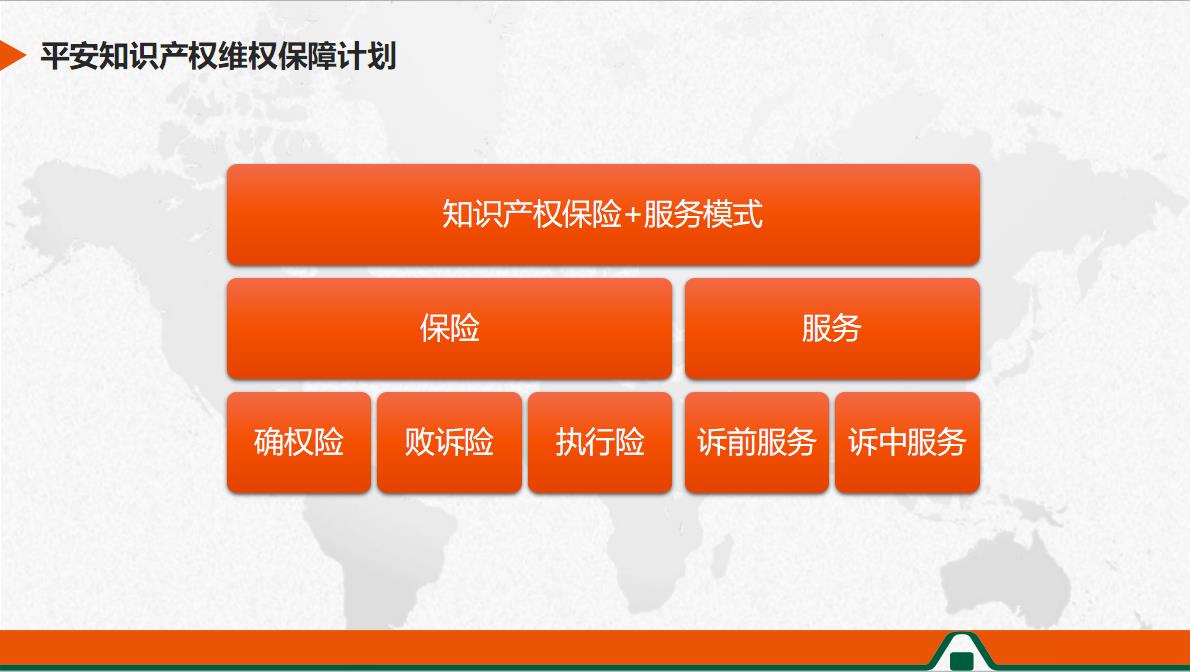 平安知识产权维权保障计划
知识产权保险+服务模式
保险
服务
确权险
败诉险
执行险
诉前服务
诉中服务